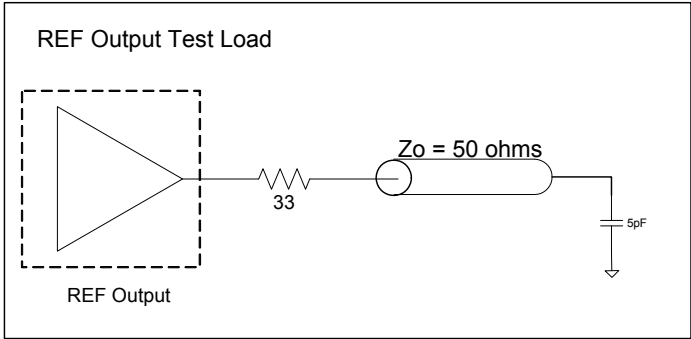 REF Output Test Load
Zo = 50 ohms
33
5pF
REF Output